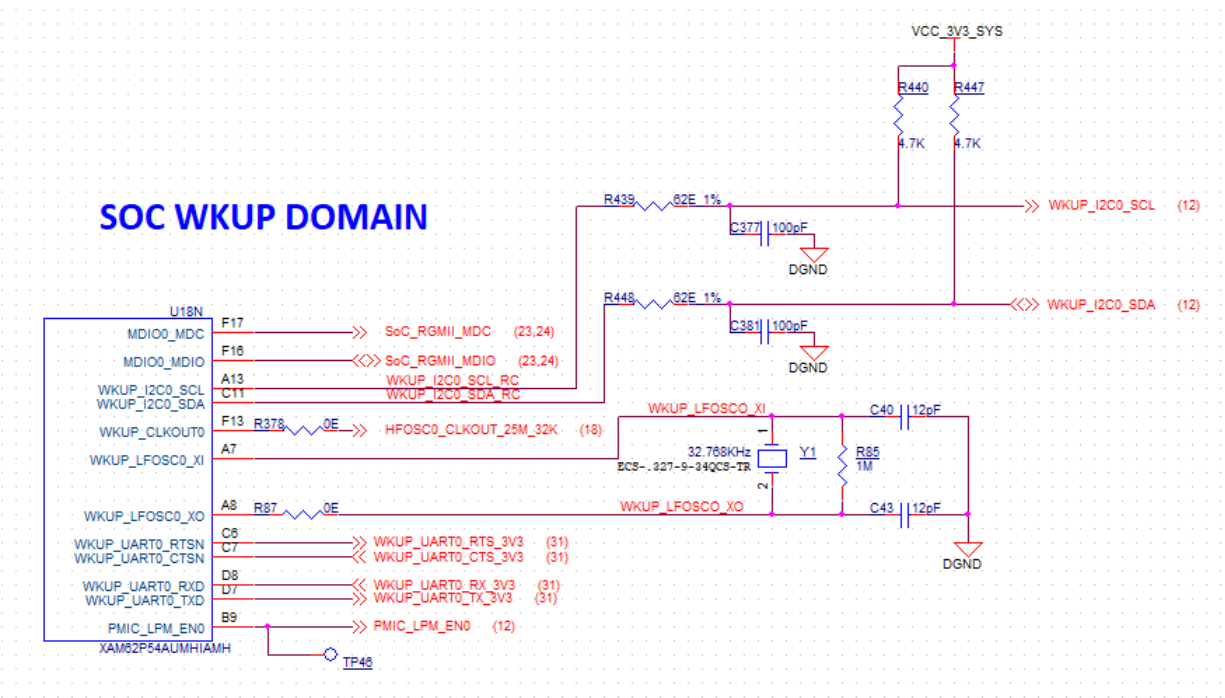 VCC_3V3_SYS
R440 R447
4.7K 4.7K
SOC WKUP DOMAIN
R439 62E_1% WKUP_I2C0_SCL (12)
C377 100pF
DGND
R448 62E_1% WKUP_I2C0_SDA (12)
C381 100pF
DGND
U18N
MDIO0_MDC F17 SoC_RGMII_MDC (23,24)
MDIO0_MDIO F16 SoC_RGMII_MDIO (23,24)
WKUP_I2C0_SCL A13 WKUP_I2C0_SCL_RC
WKUP_I2C0_SDA C11 WKUP_I2C0_SDA_RC
WKUP_CLKOUT0 F13 R378 0E HFOSC0_CLKOUT_25M_32K (18)
WKUP_LFOSC0_XI A7
WKUP_LFOSCO_XI C40 12pF
1
32.768KHz Y1 R85
ECS-.327-9-34QCS-TR 1M
2
WKUP_LFOSC0_XO A8 R87 0E WKUP_LFOSCO_XO C43 12pF
DGND
WKUP_UART0_RTSN C6 WKUP_UART0_RTS_3V3 (31)
WKUP_UART0_CTSN C7 WKUP_UART0_CTS_3V3 (31)
WKUP_UART0_RXD D8 WKUP_UART0_RX_3V3 (31)
WKUP_UART0_TXD D7 WKUP_UART0_TX_3V3 (31)
PMIC_LPM_EN0 B9 PMIC_LPM_EN0 (12)
XAM62P54AUMHIAMH
TP46